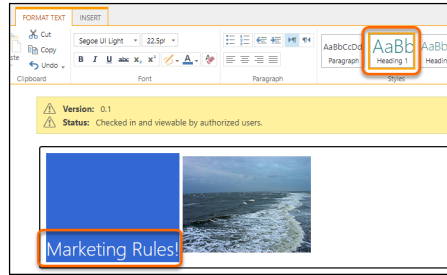 FORMAT TEXT INSERT
Cut
Copy
Undo
Clipboard
Segoe UI Light 22.5pt
B I U abc x, x²
Font
Paragraph
AaBbCcDd
Paragraph
AaBb
Heading 1
AaBb
Headin
Styles
Version: 0.1
Status: Checked in and viewable by authorized users.
Marketing Rules!